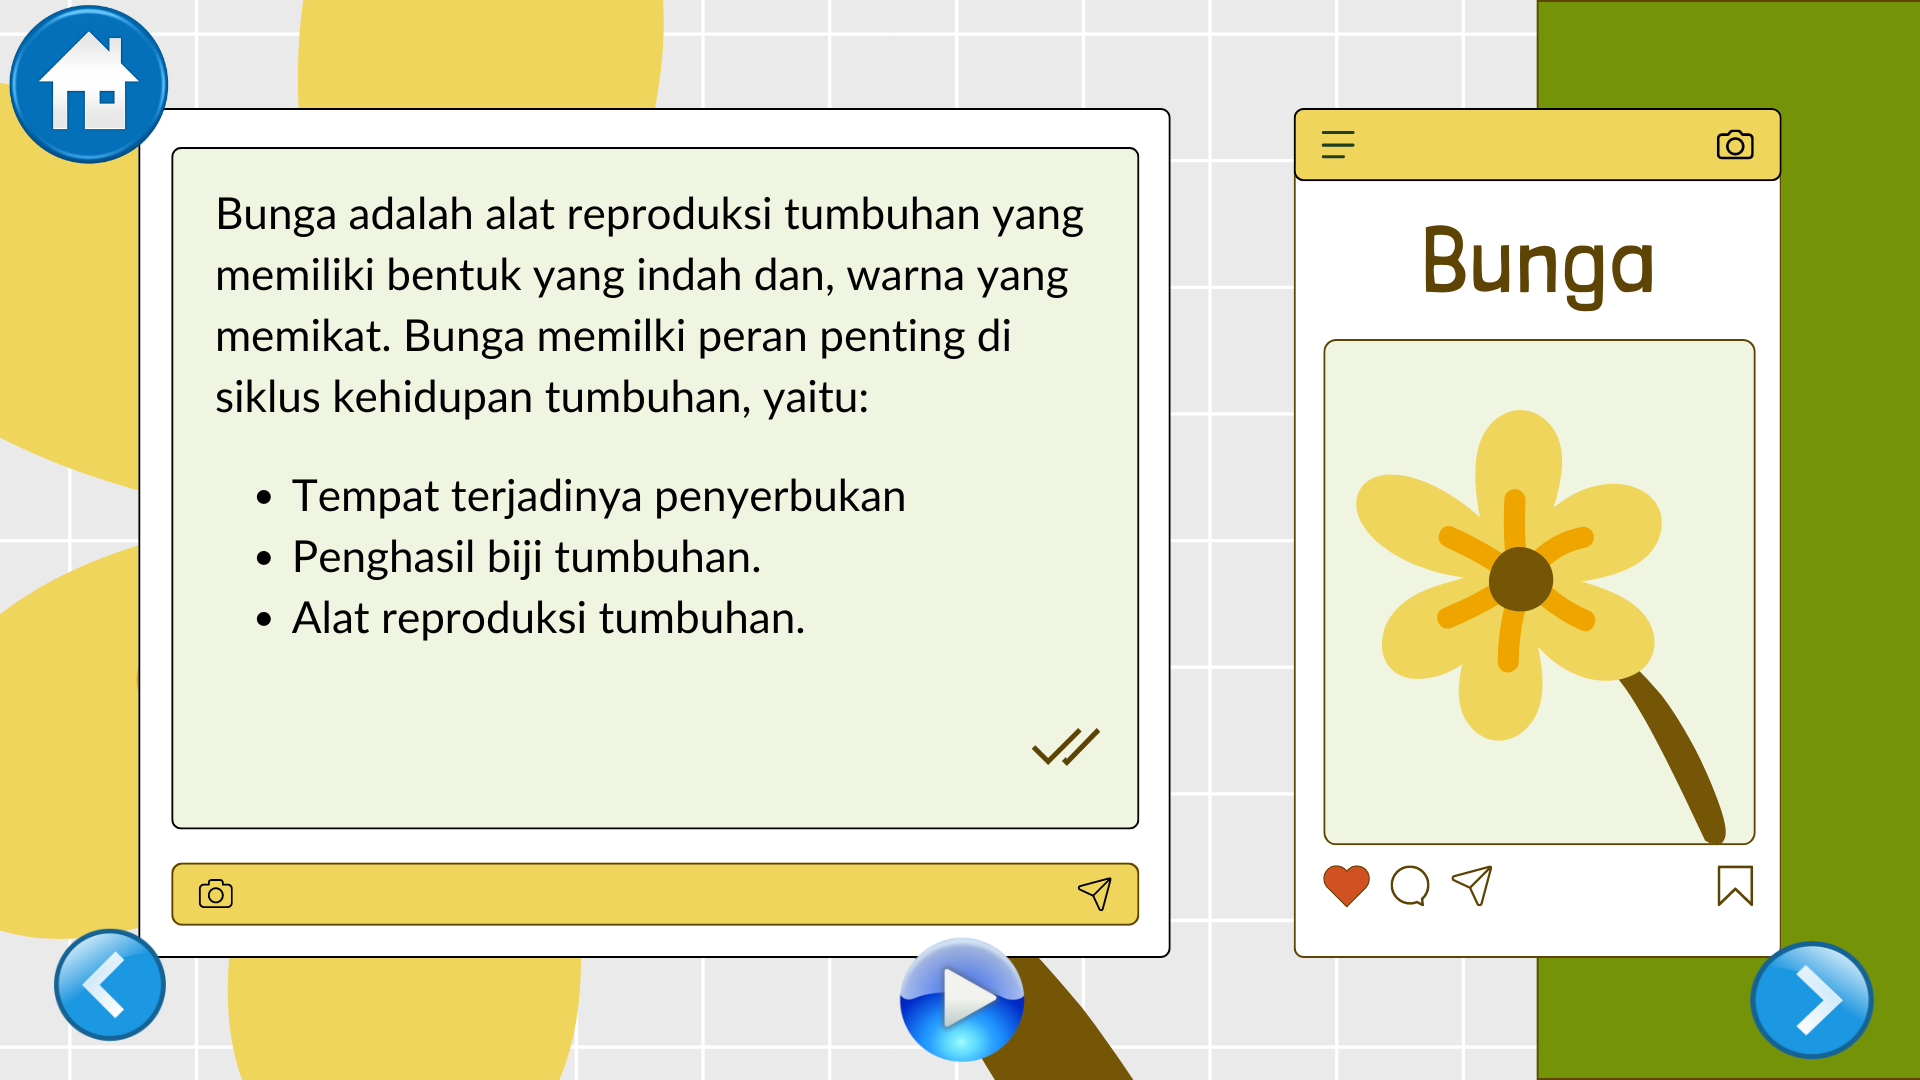 Bunga adalah alat reproduksi tumbuhan yang
memiliki bentuk yang indah dan, warna yang
memikat. Bunga memilki peran penting di
siklus kehidupan tumbuhan, yaitu:
• Tempat terjadinya penyerbukan
• Penghasil biji tumbuhan.
• Alat reproduksi tumbuhan.
Bunga